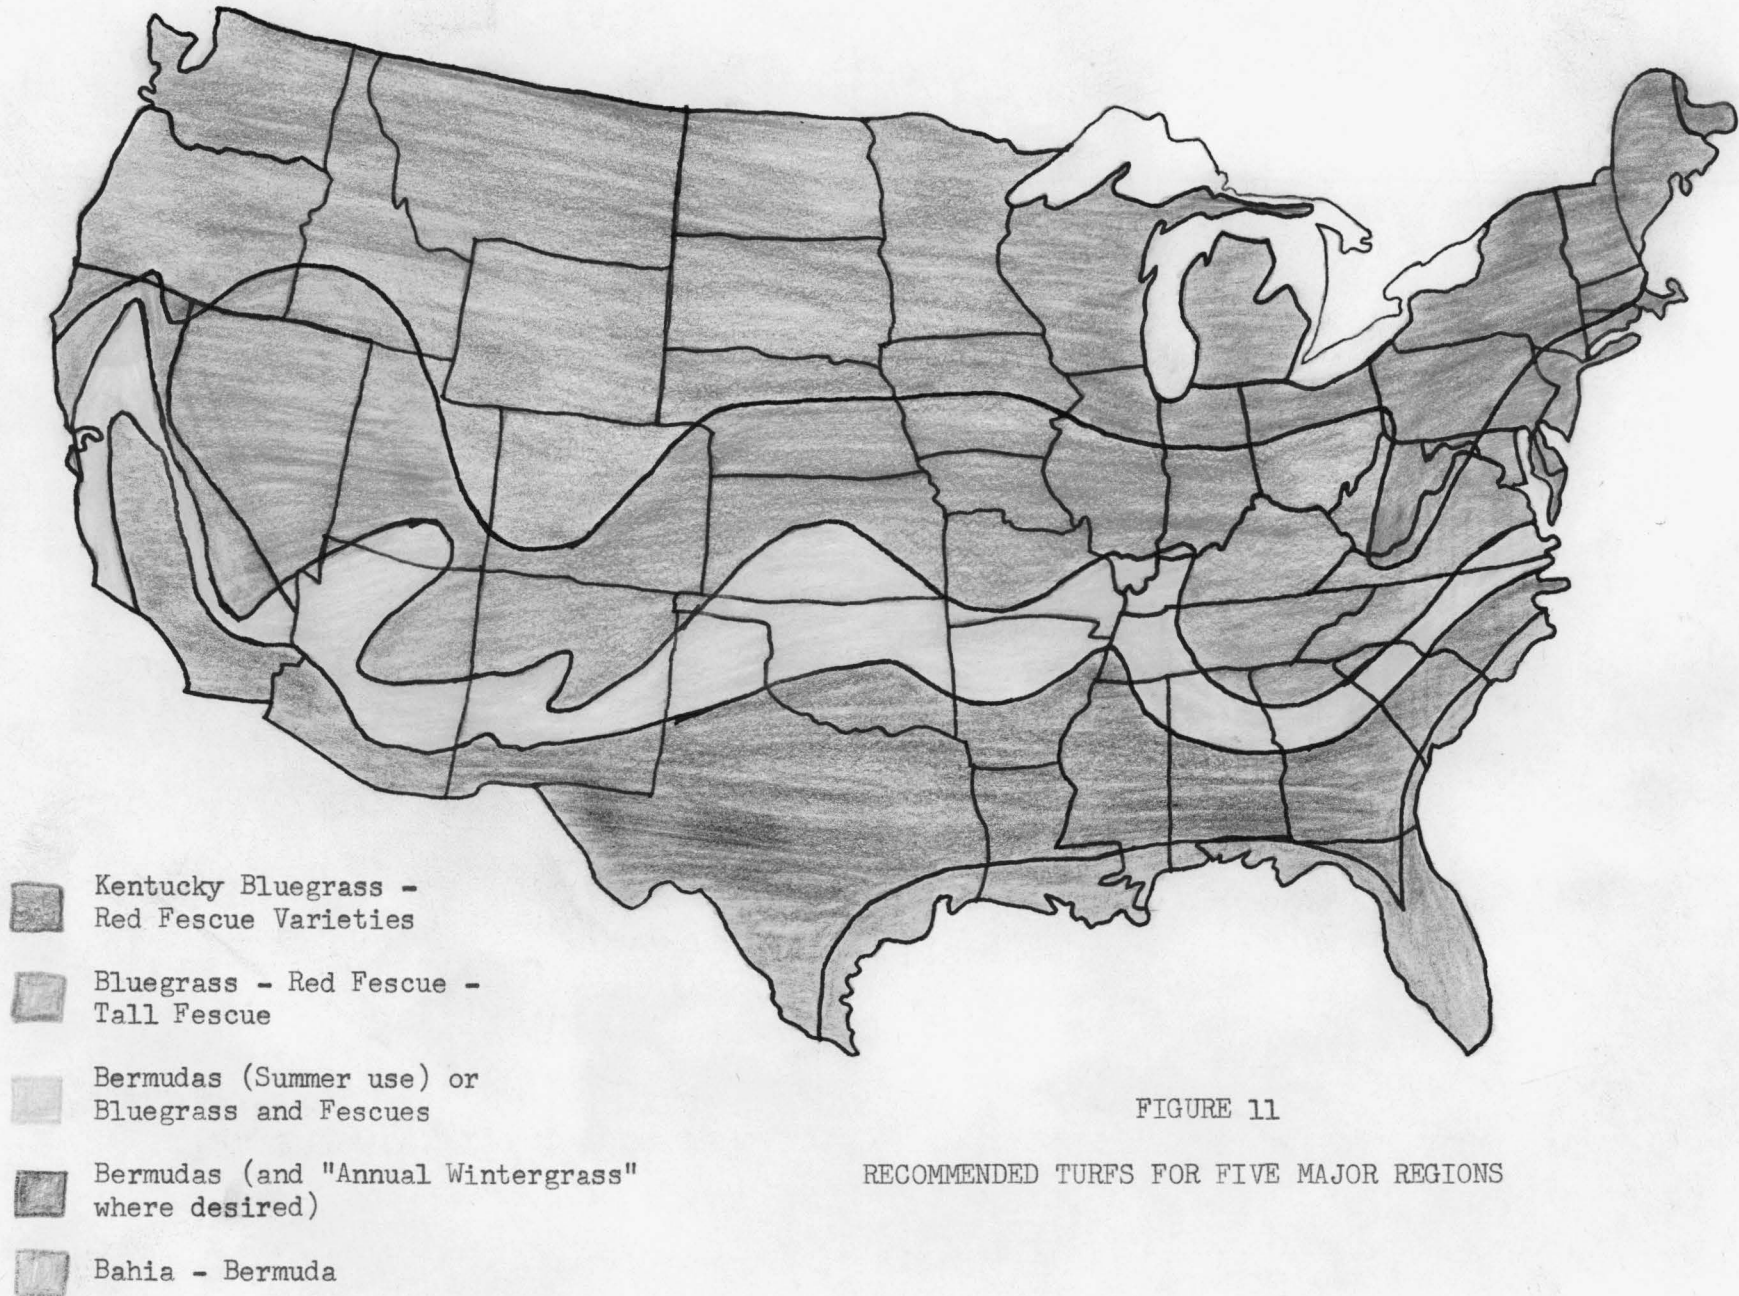 Kentucky Bluegrass -
Red Fescue Varieties
Bluegrass - Red Fescue -
Tall Fescue
Bermudas (Summer use) or
Bluegrass and Fescues
Bermudas (and "Annual Wintergrass"
where desired)
Bahia - Bermuda
FIGURE 11
RECOMMENDED TURFS FOR FIVE MAJOR REGIONS